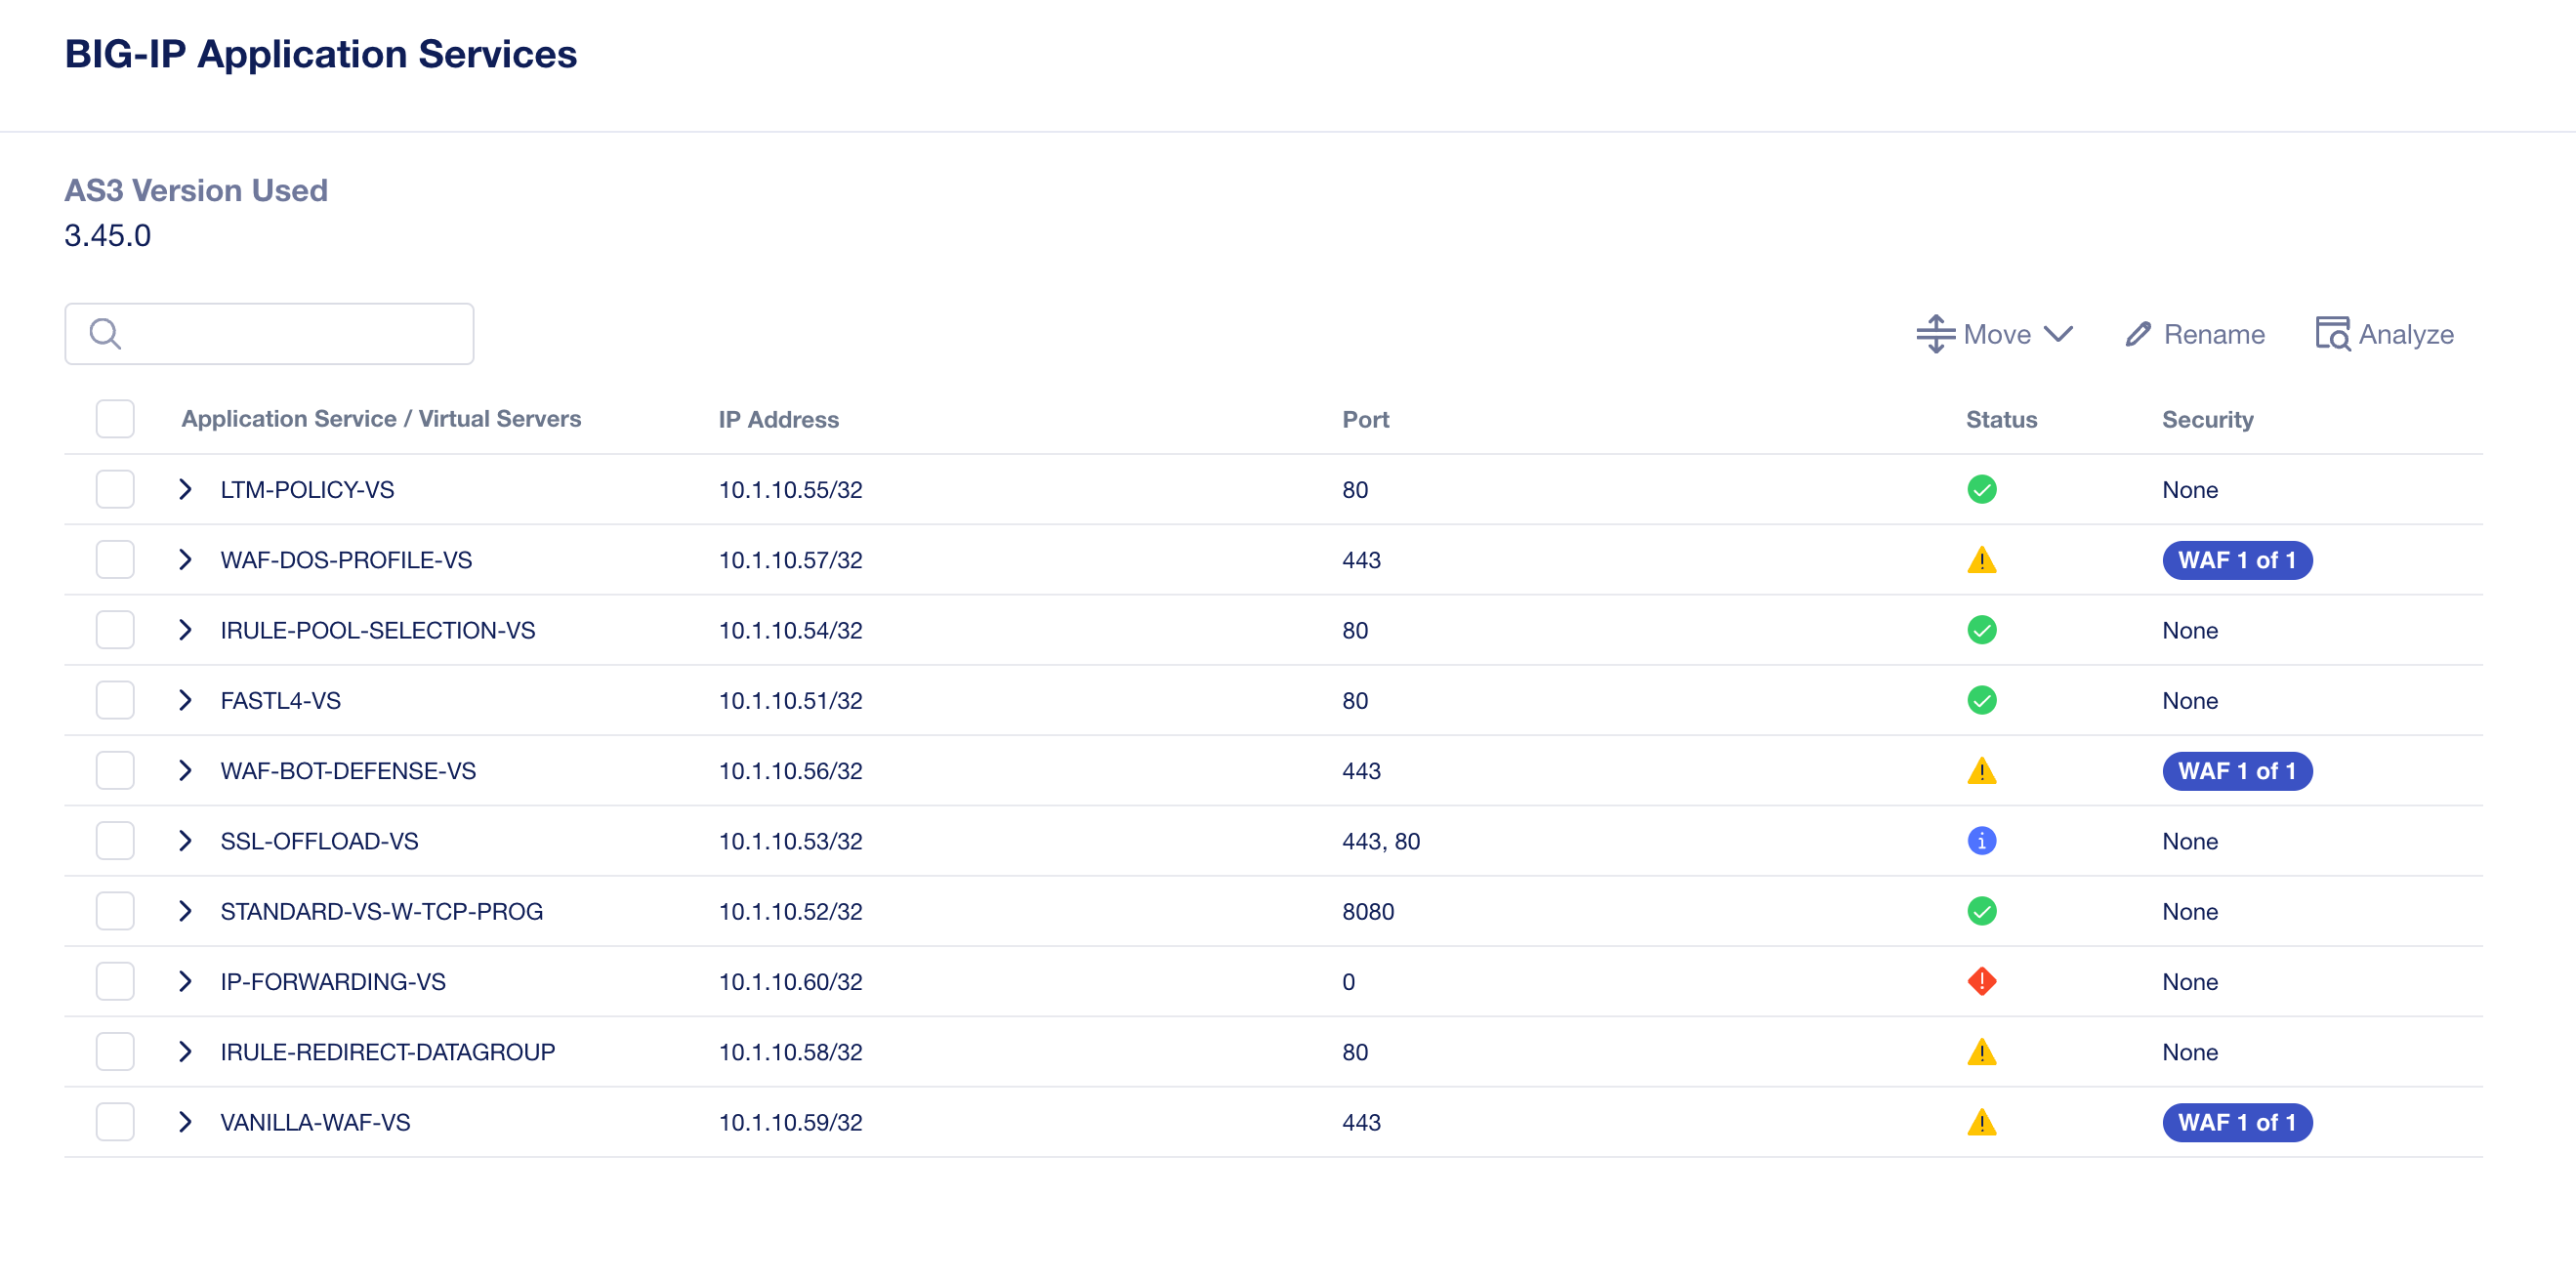 BIG-IP Application Services
AS3 Version Used
3.45.0
Move Rename Analyze
Application Service / Virtual Servers IP Address Port Status Security
LTM-POLICY-VS 10.1.10.55/32 80 None
WAF-DOS-PROFILE-VS 10.1.10.57/32 443 WAF 1 of 1
IRULE-POOL-SELECTION-VS 10.1.10.54/32 80 None
FASTL4-VS 10.1.10.51/32 80 None
WAF-BOT-DEFENSE-VS 10.1.10.56/32 443 WAF 1 of 1
SSL-OFFLOAD-VS 10.1.10.53/32 443, 80 None
STANDARD-VS-W-TCP-PROG 10.1.10.52/32 8080 None
IP-FORWARDING-VS 10.1.10.60/32 0 None
IRULE-REDIRECT-DATAGROUP 10.1.10.58/32 80 None
VANILLA-WAF-VS 10.1.10.59/32 443 WAF 1 of 1